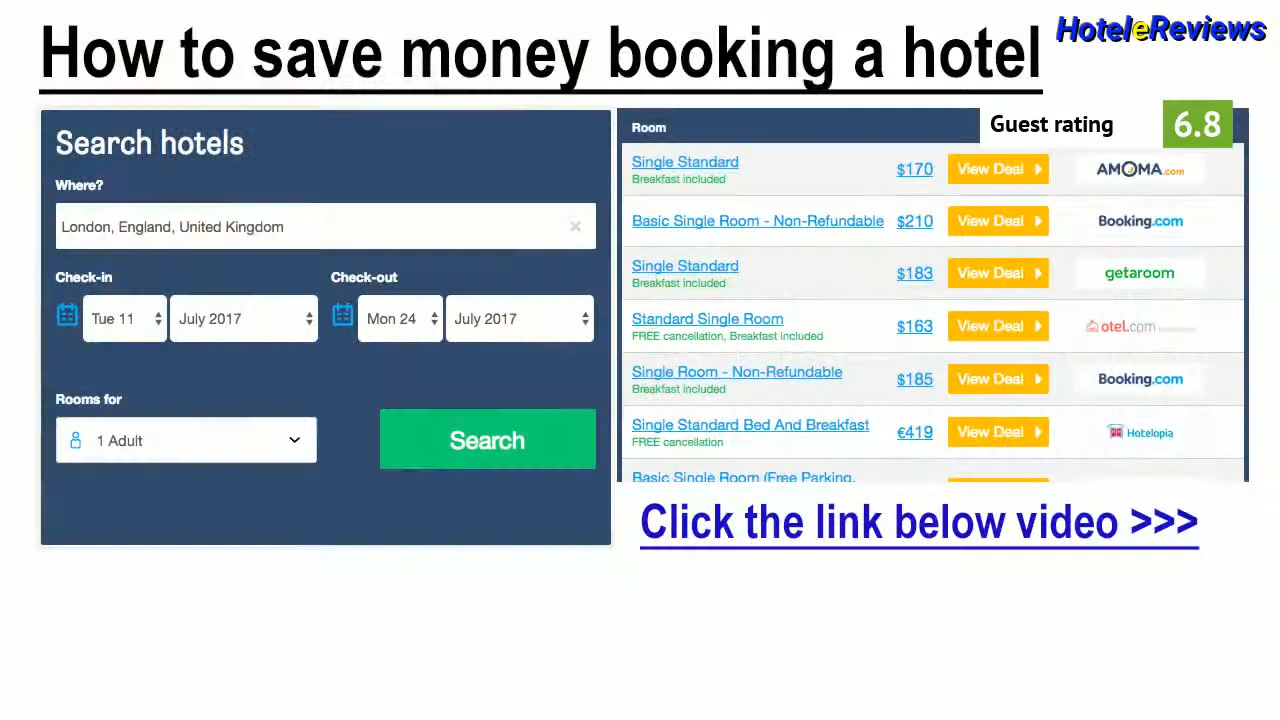 How to save money booking a hotel
HoteleReviews
Search hotels
Where?
London, England, United Kingdom
Check-in
Check-out
Tue 11
July 2017
Mon 24
July 2017
Rooms for
1 Adult
Search
Room
Guest rating
6.8
Single Standard
Breakfast included
$170
View Deal
AMOMA.com
Basic Single Room - Non-Refundable
$210
View Deal
Booking.com
Single Standard
Breakfast included
$183
View Deal
getaroom
Standard Single Room
FREE cancellation, Breakfast included
$163
View Deal
otel.com
Single Room - Non-Refundable
Breakfast included
$185
View Deal
Booking.com
Single Standard Bed And Breakfast
FREE cancellation
€419
View Deal
Hotelopia
Basic Single Room (Free Parking,
Click the link below video >>>